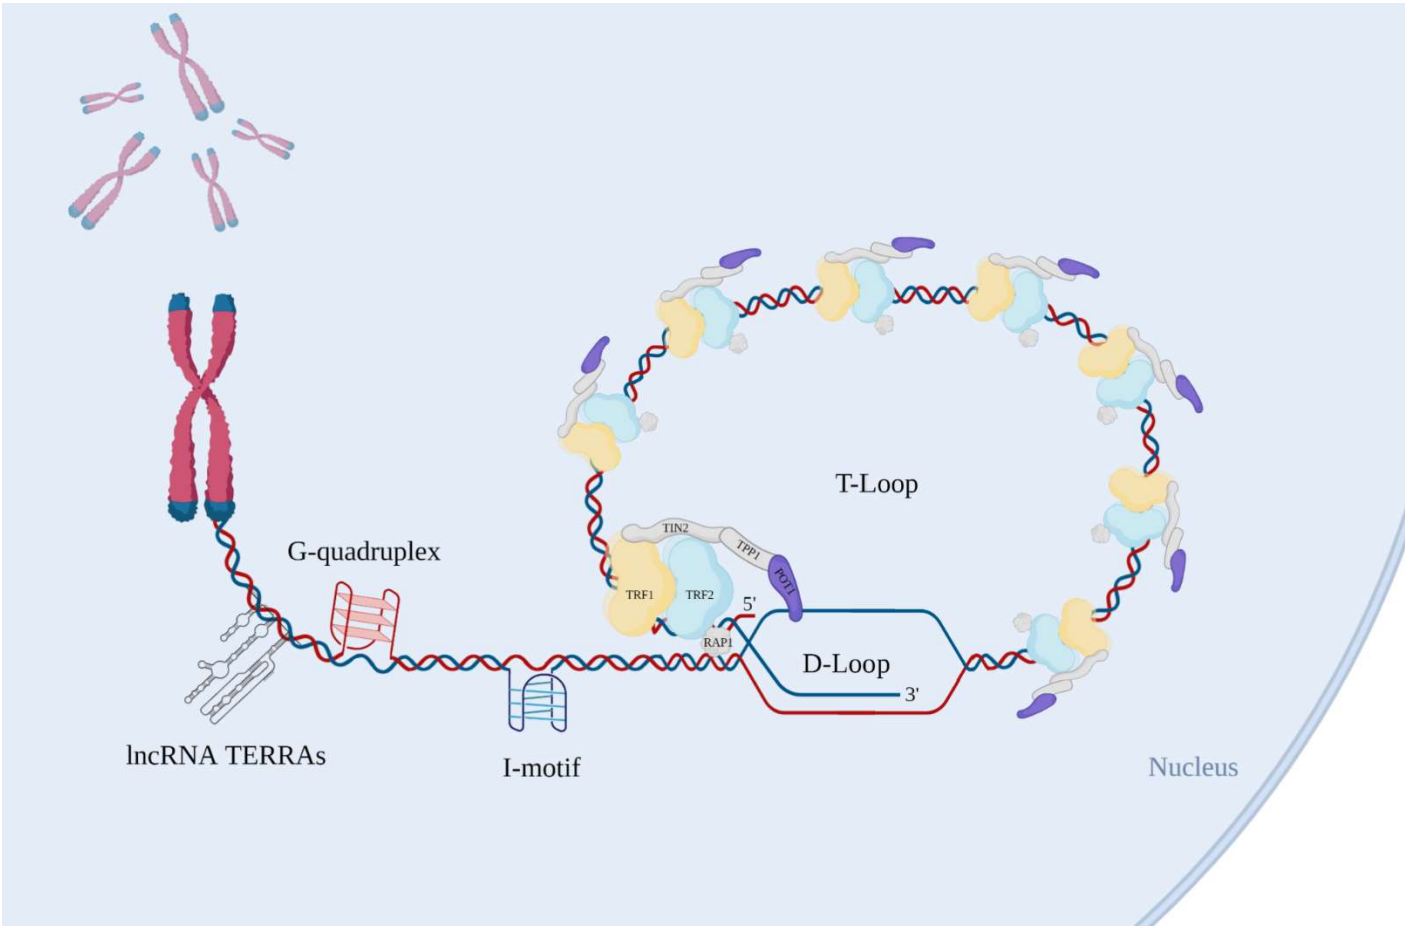 T-Loop
TIN2
TPP1
POT1
G-quadruplex
TRF1
TRF2
5'
RAP1
D-Loop
3'
lncRNA TERRAs
I-motif
Nucleus